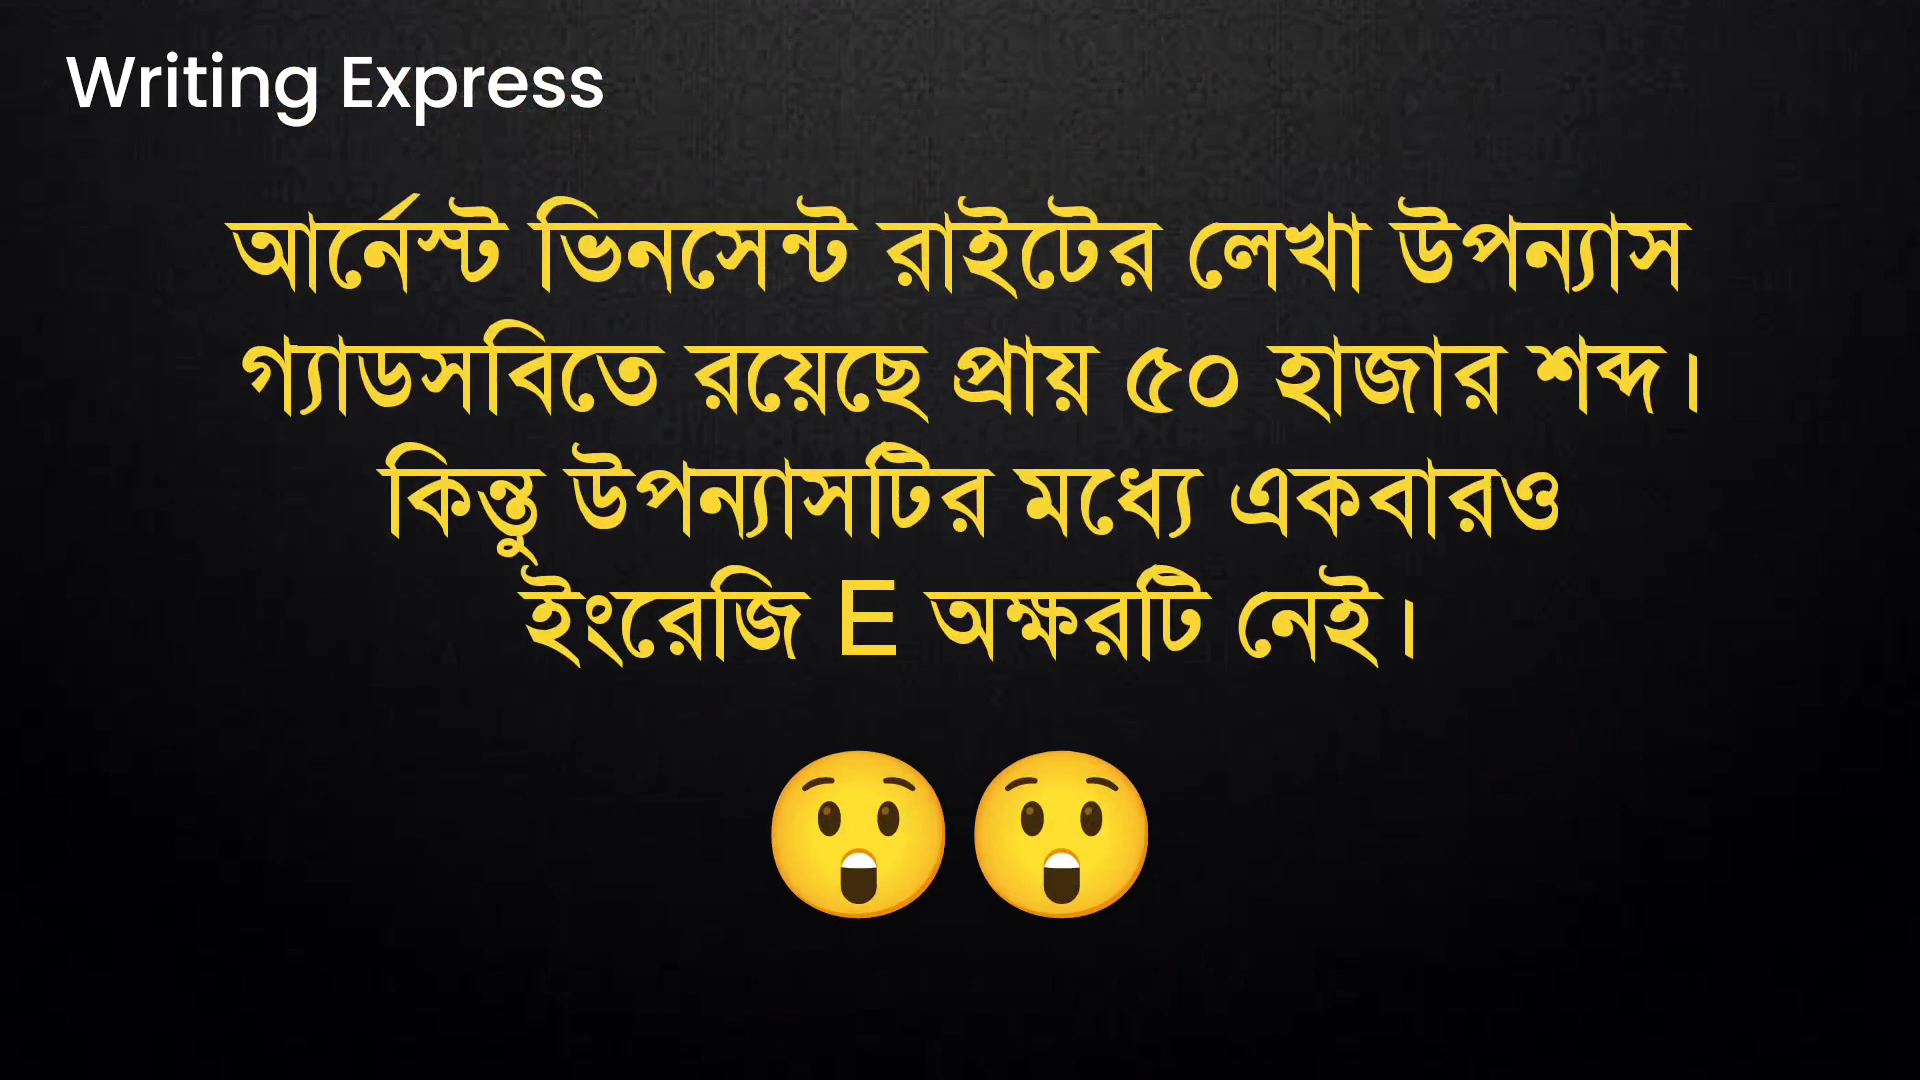 Writing Express
আর্নেস্ট ভিনসেন্ট রাইটের লেখা উপন্যাস
গ্যাডসবিতে রয়েছে প্রায় ৫০ হাজার শব্দ।
কিন্তু উপন্যাসটির মধ্যে একবারও
ইংরেজি E অক্ষরটি নেই।